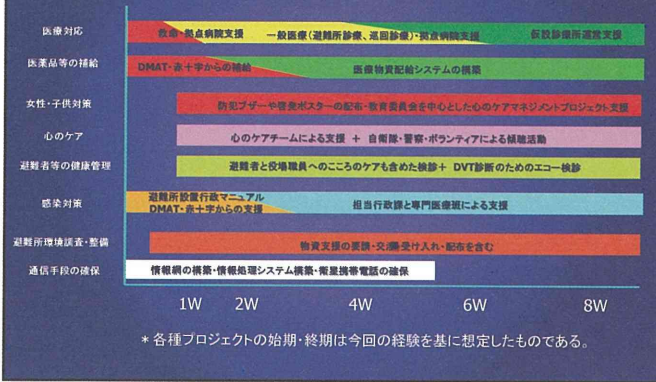 医療対応
救命・拠点病院支援
一般医療(避難所診療、巡回診療)・拠点病院支援
仮設診療所運営支援
医薬品等の補給
DMAT・赤十字からの補給
医療物資配給システムの構築
女性・子供対策
防犯ブザーや啓発ポスターの配布・教育委員会を中心とした心のケアマネジメントプロジェクト支援
心のケア
心のケアチームによる支援 + 自衛隊・警察・ボランティアによる傾聴活動
避難者等の健康管理
避難者と役場職員へのこころのケアも含めた検診+ DVT診断のためのエコー検診
感染対策
避難所設置行政マニュアル
DMAT・赤十字からの支援
担当行政課と専門医療班による支援
避難所環境調査・整備
物資支援の要請・交渉・受け入れ・配布を含む
通信手段の確保
情報網の構築・情報処理システム構築・衛星携帯電話の確保
1W 2W 4W 6W 8W
*各種プロジェクトの始期・終期は今回の経験を基に想定したものである。